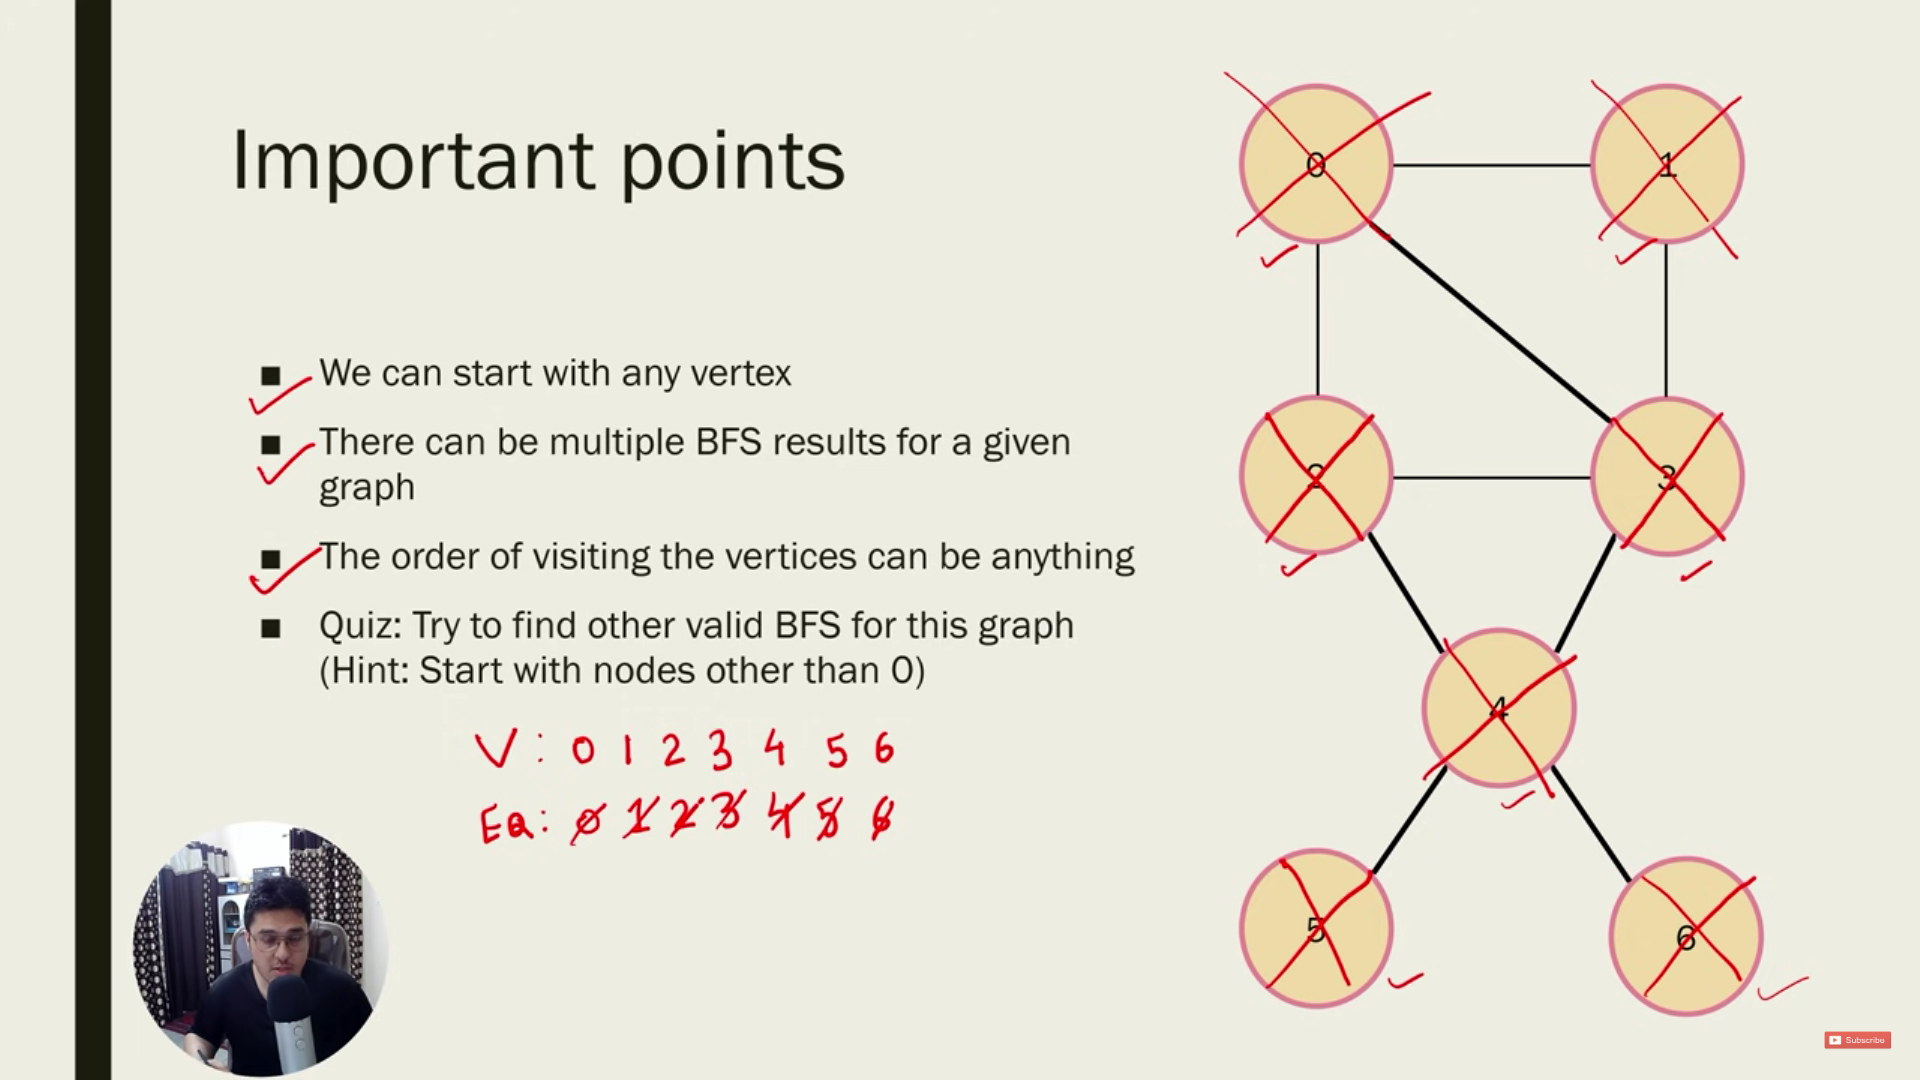 Important points
We can start with any vertex
There can be multiple BFS results for a given
graph
The order of visiting the vertices can be anything
Quiz: Try to find other valid BFS for this graph
(Hint: Start with nodes other than 0)
V: 0 1 2 3 4 5 6
EQ: 0 1 2 3 4 5 6
0
1
2
3
4
5
6
Subscribe